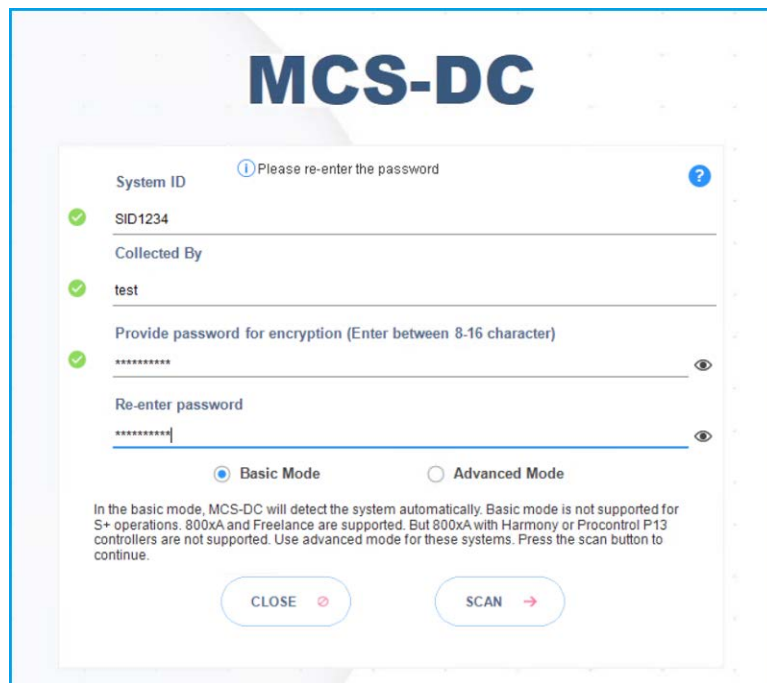 MCS-DC
Please re-enter the password
?
System ID
SID1234
Collected By
test
Provide password for encryption (Enter between 8-16 character)
**********
Re-enter password
**********
Basic Mode
Advanced Mode
In the basic mode, MCS-DC will detect the system automatically. Basic mode is not supported for
S+ operations. 800xA and Freelance are supported. But 800xA with Harmony or Procontrol P13
controllers are not supported. Use advanced mode for these systems. Press the scan button to
continue.
CLOSE
SCAN